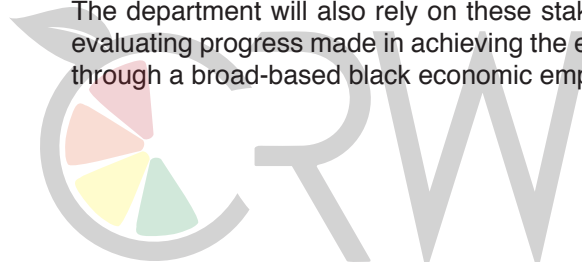 The department will also rely on these stak
evaluating progress made in achieving the e
through a broad-based black economic emp
CRW